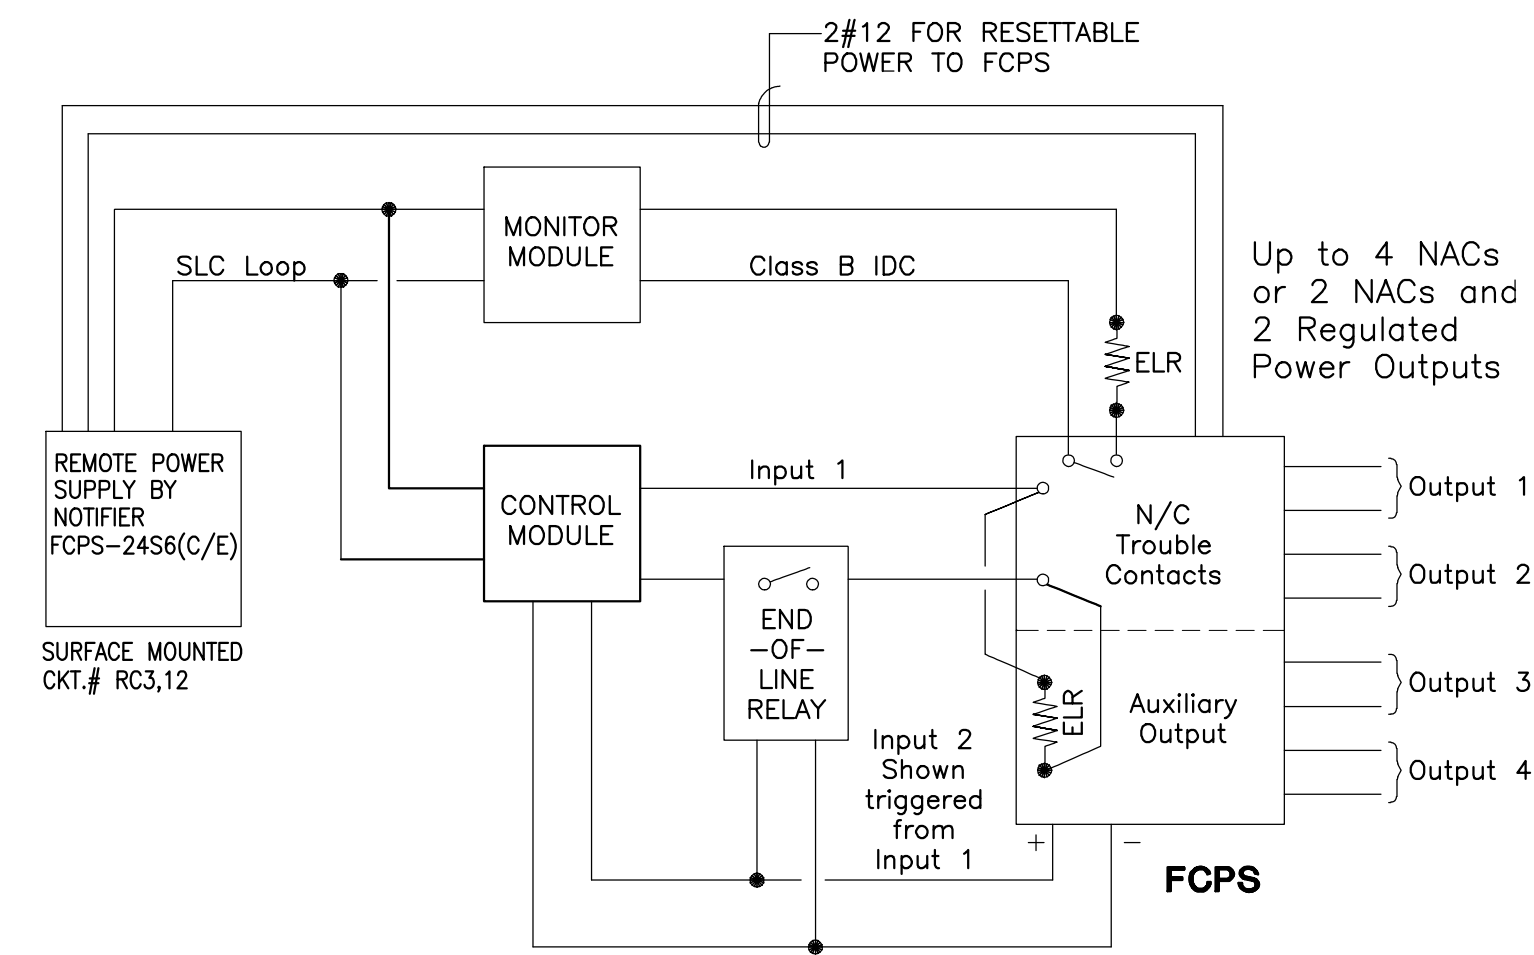 2#12 FOR RESETTABLE
POWER TO FCPS
MONITOR
MODULE
SLC Loop
Class B IDC
Up to 4 NACs
or 2 NACs and
2 Regulated
Power Outputs
ELR
REMOTE POWER
SUPPLY BY
NOTIFIER
FCPS-24S6(C/E)
SURFACE MOUNTED
CKT.# RC3,12
CONTROL
MODULE
Input 1
N/C
Trouble
Contacts
Output 1
Output 2
END
-OF-
LINE
RELAY
ELR
Auxiliary
Output
Output 3
Output 4
Input 2
Shown
triggered
from
Input 1
+ −
FCPS